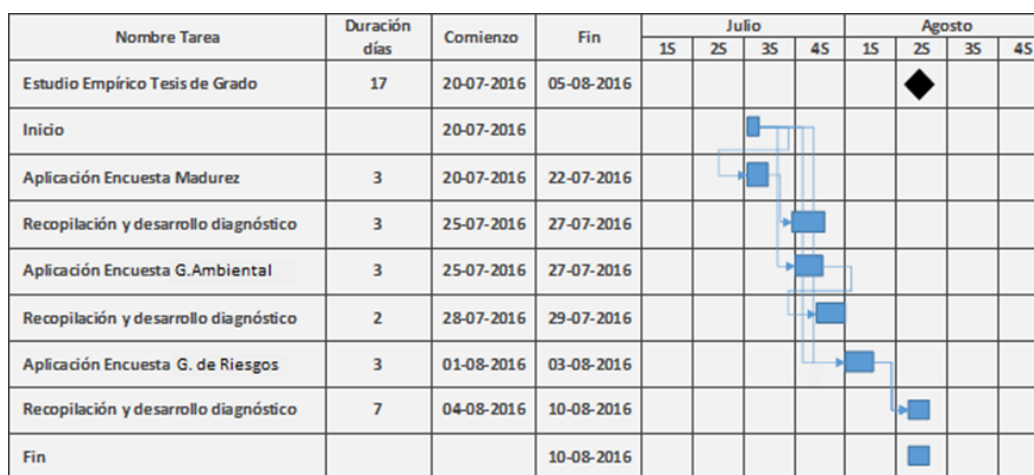 Nombre Tarea Duración días Comienzo Fin Julio Agosto
1S 2S 3S 4S 1S 2S 3S 4S
Estudio Empírico Tesis de Grado 17 20-07-2016 05-08-2016
Inicio 20-07-2016
Aplicación Encuesta Madurez 3 20-07-2016 22-07-2016
Recopilación y desarrollo diagnóstico 3 25-07-2016 27-07-2016
Aplicación Encuesta G.Ambiental 3 25-07-2016 27-07-2016
Recopilación y desarrollo diagnóstico 2 28-07-2016 29-07-2016
Aplicación Encuesta G. de Riesgos 3 01-08-2016 03-08-2016
Recopilación y desarrollo diagnóstico 7 04-08-2016 10-08-2016
Fin 10-08-2016